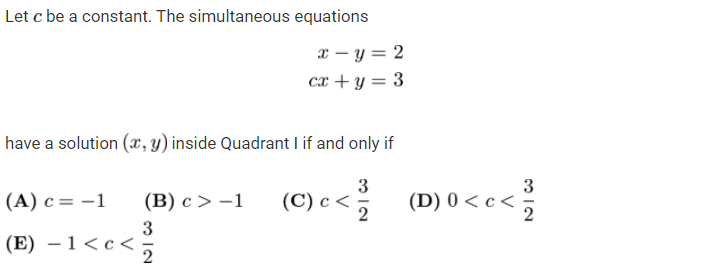 Let c be a constant. The simultaneous equations
x − y = 2
cx + y = 3
have a solution (x, y) inside Quadrant I if and only if
(A) c = −1 (B) c > −1 (C) c < 3/2 (D) 0 < c < 3/2
(E) − 1 < c < 3/2